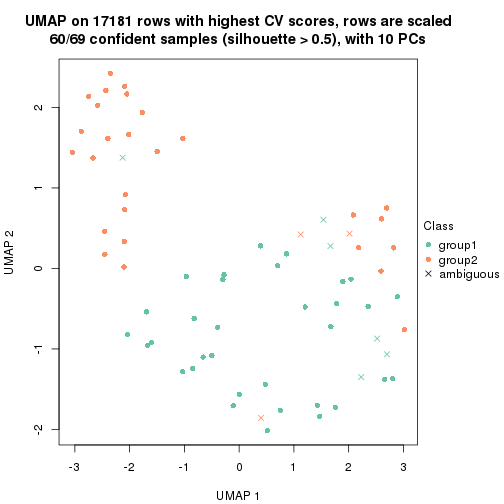 UMAP on 17181 rows with highest CV scores, rows are scaled
60/69 confident samples (silhouette > 0.5), with 10 PCs
2
1
0
-1
-2
UMAP 2
-3
-2
-1
0
1
2
3
UMAP 1
Class
group1
group2
ambiguous